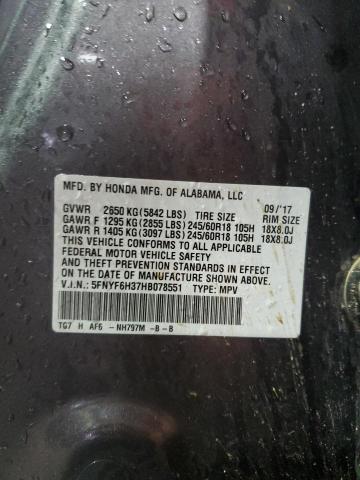 MFD. BY HONDA MFG. OF ALABAMA, LLC
09/'17
GVWR 2650 KG(5842 LBS) TIRE SIZE RIM SIZE
GAWR F 1295 KG(2855 LBS)245/60R18 105H 18X8.0J
GAWR R 1405 KG(3097 LBS)245/60R18 105H 18X8.0J
THIS VEHICLE CONFORMS TO ALL APPLICABLE
FEDERAL MOTOR VEHICLE SAFETY
AND THEFT PREVENTION STANDARDS IN EFFECT
ON THE DATE OF MANUFACTURE SHOWN ABOVE.
V.I.N.: 5FNYF6H37HB078551 TYPE: MPV
TG7 H AF6 - NH797M -B -B